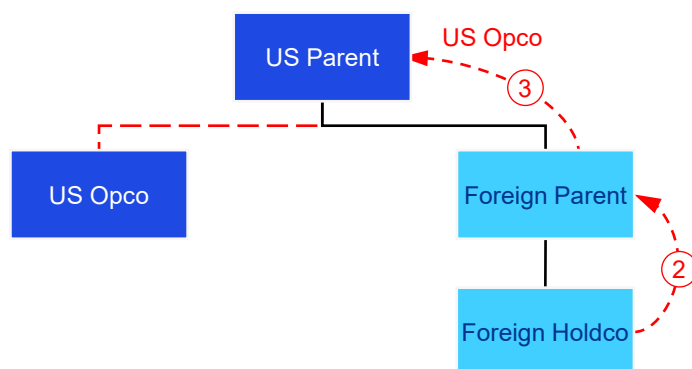 US Opco
US Parent
3
US Opco
Foreign Parent
2
Foreign Holdco